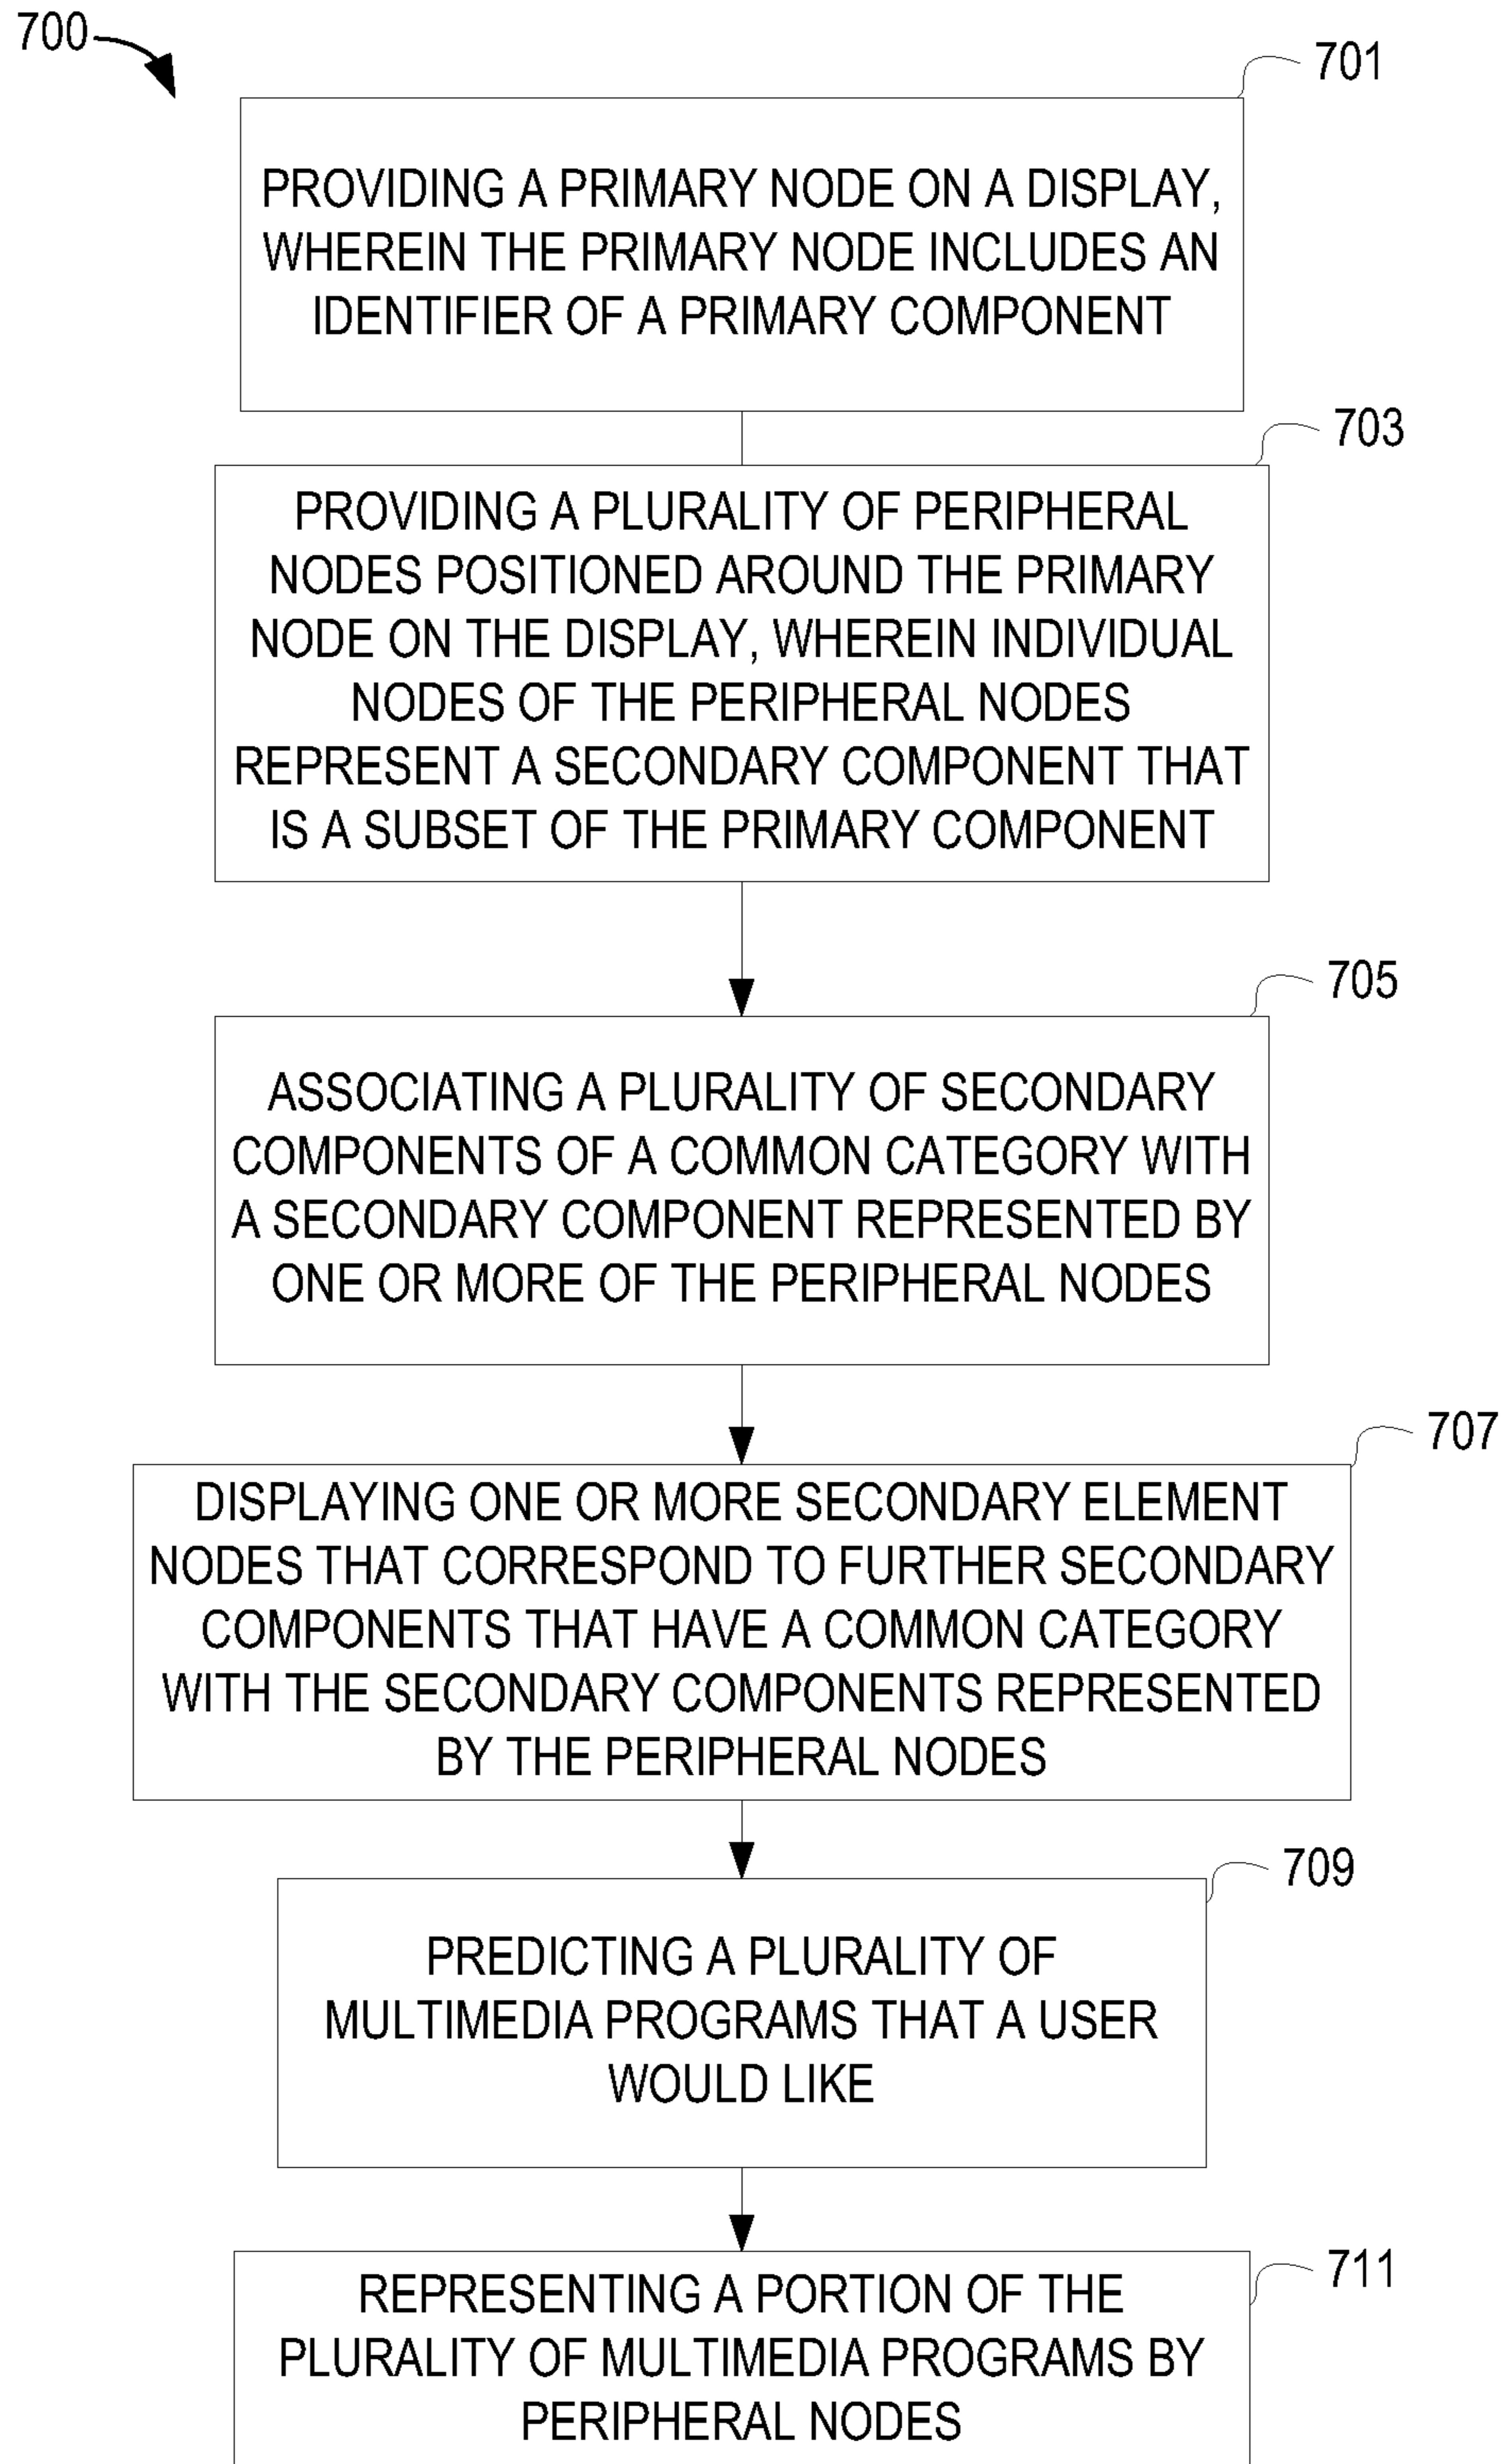 700
701
PROVIDING A PRIMARY NODE ON A DISPLAY,
WHEREIN THE PRIMARY NODE INCLUDES AN
IDENTIFIER OF A PRIMARY COMPONENT
703
PROVIDING A PLURALITY OF PERIPHERAL
NODES POSITIONED AROUND THE PRIMARY
NODE ON THE DISPLAY, WHEREIN INDIVIDUAL
NODES OF THE PERIPHERAL NODES
REPRESENT A SECONDARY COMPONENT THAT
IS A SUBSET OF THE PRIMARY COMPONENT
705
ASSOCIATING A PLURALITY OF SECONDARY
COMPONENTS OF A COMMON CATEGORY WITH
A SECONDARY COMPONENT REPRESENTED BY
ONE OR MORE OF THE PERIPHERAL NODES
707
DISPLAYING ONE OR MORE SECONDARY ELEMENT
NODES THAT CORRESPOND TO FURTHER SECONDARY
COMPONENTS THAT HAVE A COMMON CATEGORY
WITH THE SECONDARY COMPONENTS REPRESENTED
BY THE PERIPHERAL NODES
709
PREDICTING A PLURALITY OF
MULTIMEDIA PROGRAMS THAT A USER
WOULD LIKE
711
REPRESENTING A PORTION OF THE
PLURALITY OF MULTIMEDIA PROGRAMS BY
PERIPHERAL NODES